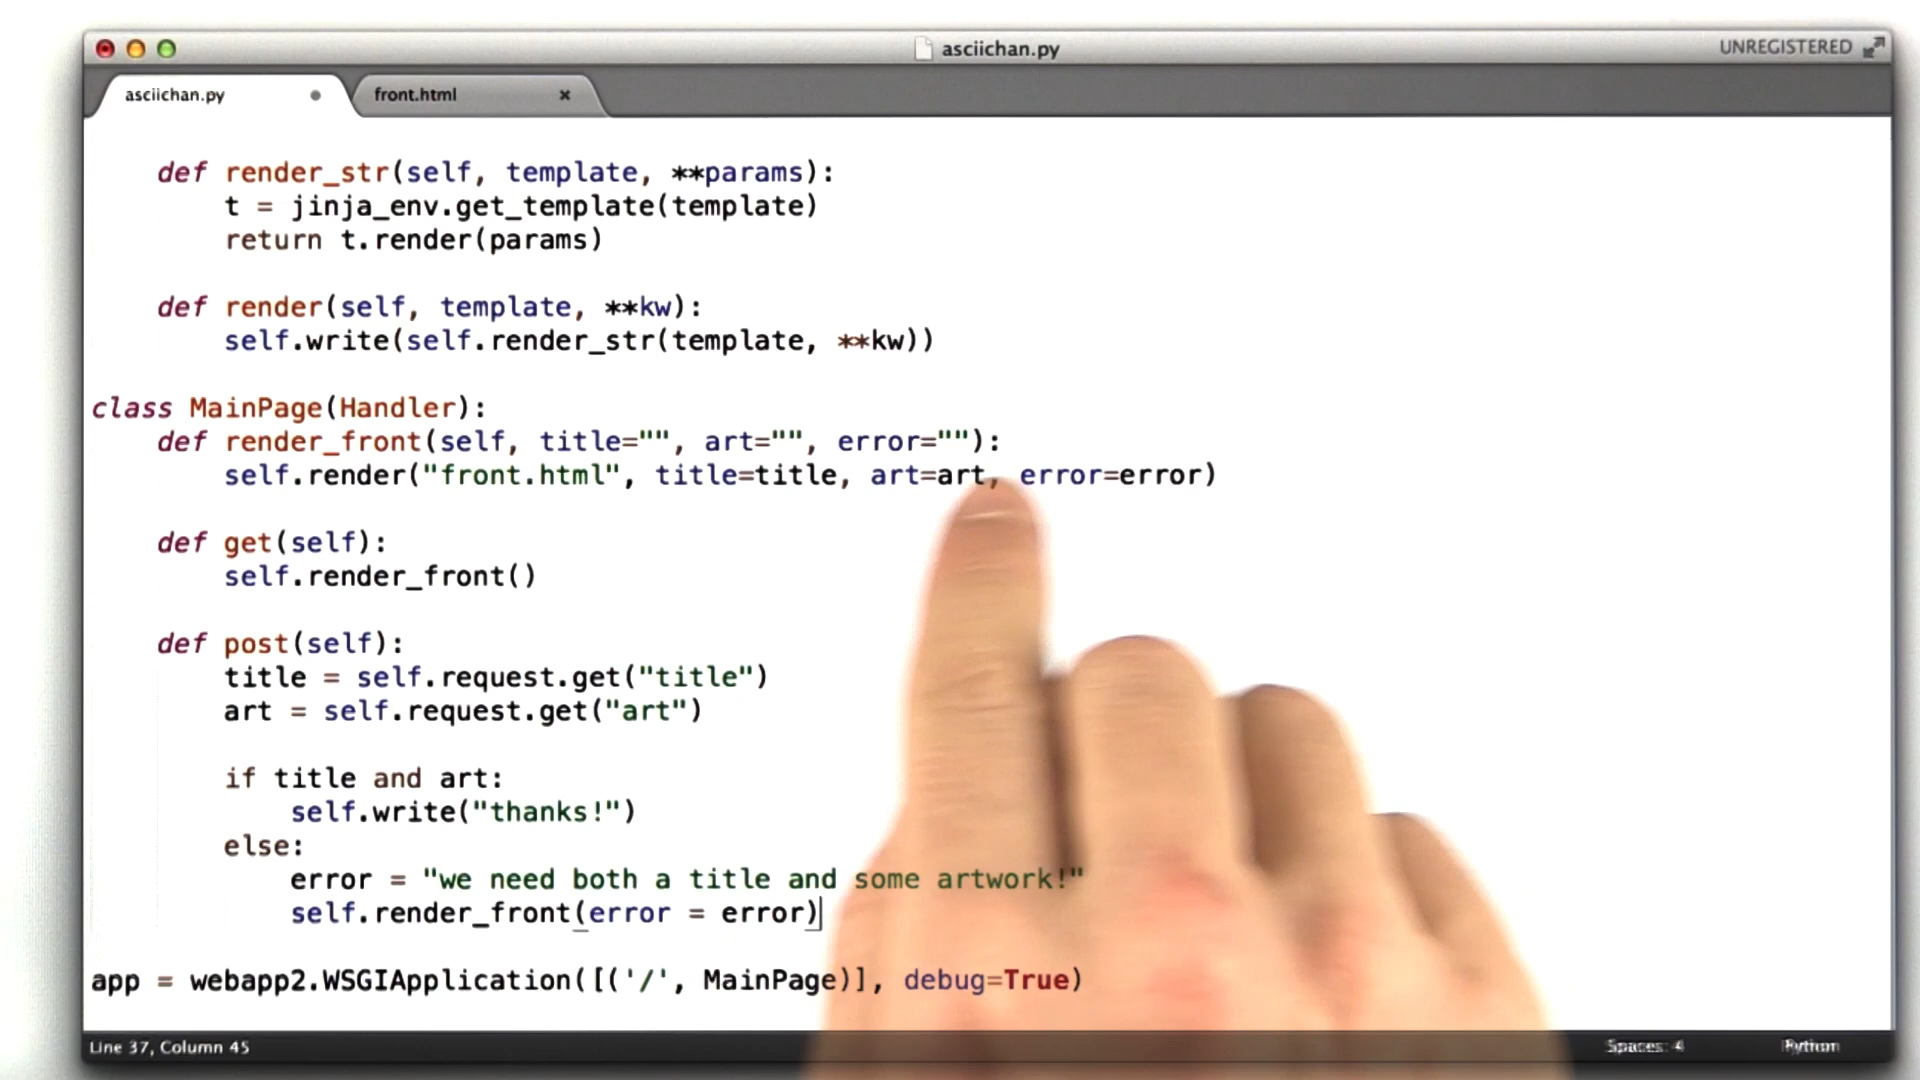 asciichan.py
UNREGISTERED
asciichan.py
front.html
def render_str(self, template, **params):
t = jinja_env.get_template(template)
return t.render(params)
def render(self, template, **kw):
self.write(self.render_str(template, **kw))
class MainPage(Handler):
def render_front(self, title="", art="", error=""):
self.render("front.html", title=title, art=art, error=error)
def get(self):
self.render_front()
def post(self):
title = self.request.get("title")
art = self.request.get("art")
if title and art:
self.write("thanks!")
else:
error = "we need both a title and some artwork!"
self.render_front(error = error)
app = webapp2.WSGIApplication([('/', MainPage)], debug=True)
Line 37, Column 45
Spaces: 4
Python